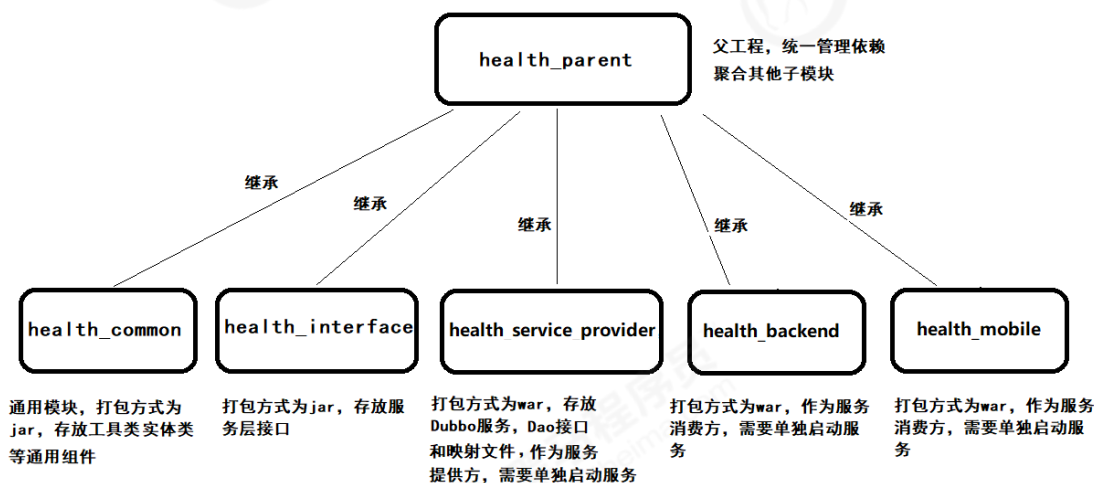 health_parent
父工程，统一管理依赖
聚合其他子模块
继承
继承
继承
继承
继承
health_common
health_interface
health_service_provider
health_backend
health_mobile
通用模块，打包方式为
jar，存放工具类实体类
等通用组件
打包方式为jar，存放服
务层接口
打包方式为war，存放
Dubbo服务，Dao接口
和映射文件，作为服务
提供方，需要单独启动服务
打包方式为war，作为服务
消费方，需要单独启动服
务
打包方式为war，作为服务
消费方，需要单独启动服
务